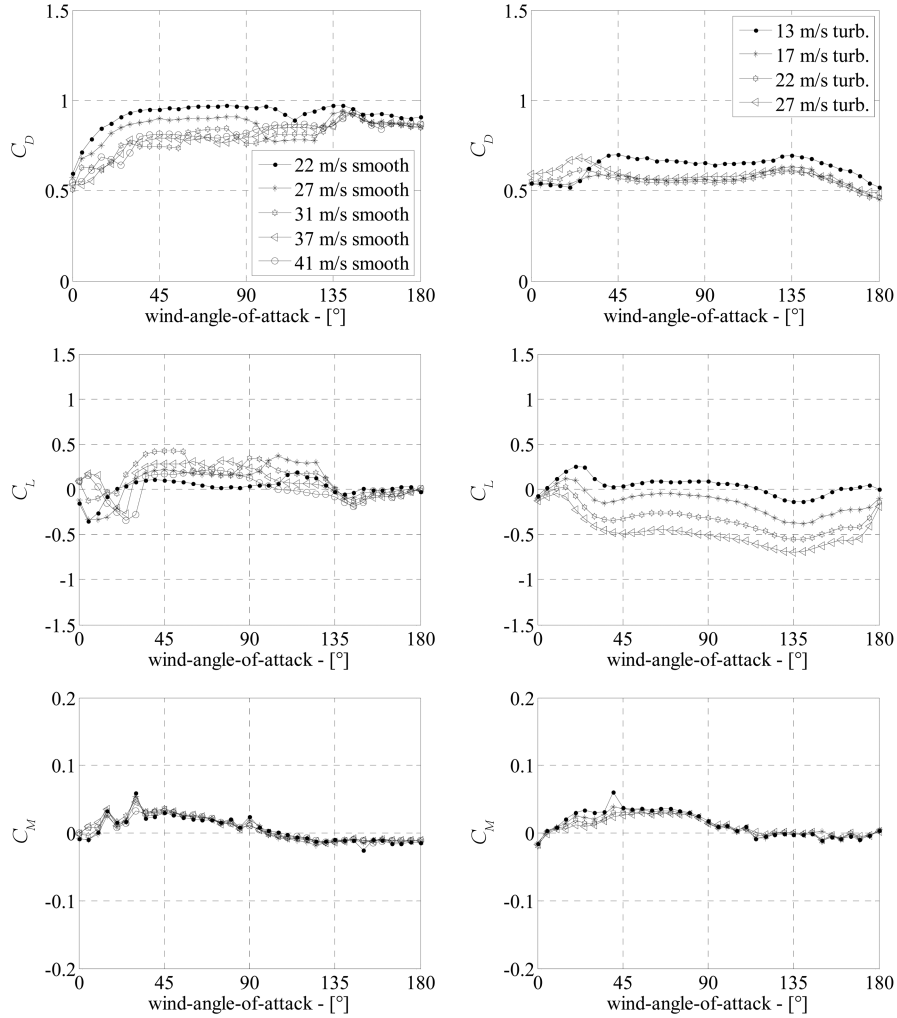 1.5
1
0.5
0
C_D
0 45 90 135 180
wind-angle-of-attack - [°]
22 m/s smooth
27 m/s smooth
31 m/s smooth
37 m/s smooth
41 m/s smooth
1.5
1
0.5
0
C_D
0 45 90 135 180
wind-angle-of-attack - [°]
13 m/s turb.
17 m/s turb.
22 m/s turb.
27 m/s turb.
1.5
1
0.5
0
-0.5
-1
-1.5
C_L
0 45 90 135 180
wind-angle-of-attack - [°]
1.5
1
0.5
0
-0.5
-1
-1.5
C_L
0 45 90 135 180
wind-angle-of-attack - [°]
0.2
0.1
0
-0.1
-0.2
C_M
0 45 90 135 180
wind-angle-of-attack - [°]
0.2
0.1
0
-0.1
-0.2
C_M
0 45 90 135 180
wind-angle-of-attack - [°]